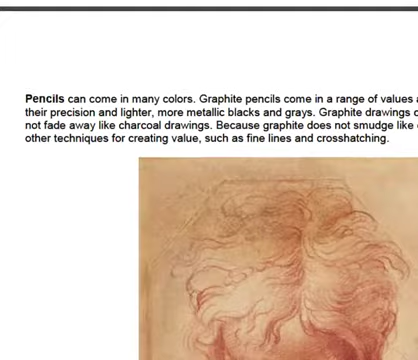 Pencils can come in many colors. Graphite pencils come in a range of values
their precision and lighter, more metallic blacks and grays. Graphite drawings
not fade away like charcoal drawings. Because graphite does not smudge like
other techniques for creating value, such as fine lines and crosshatching.